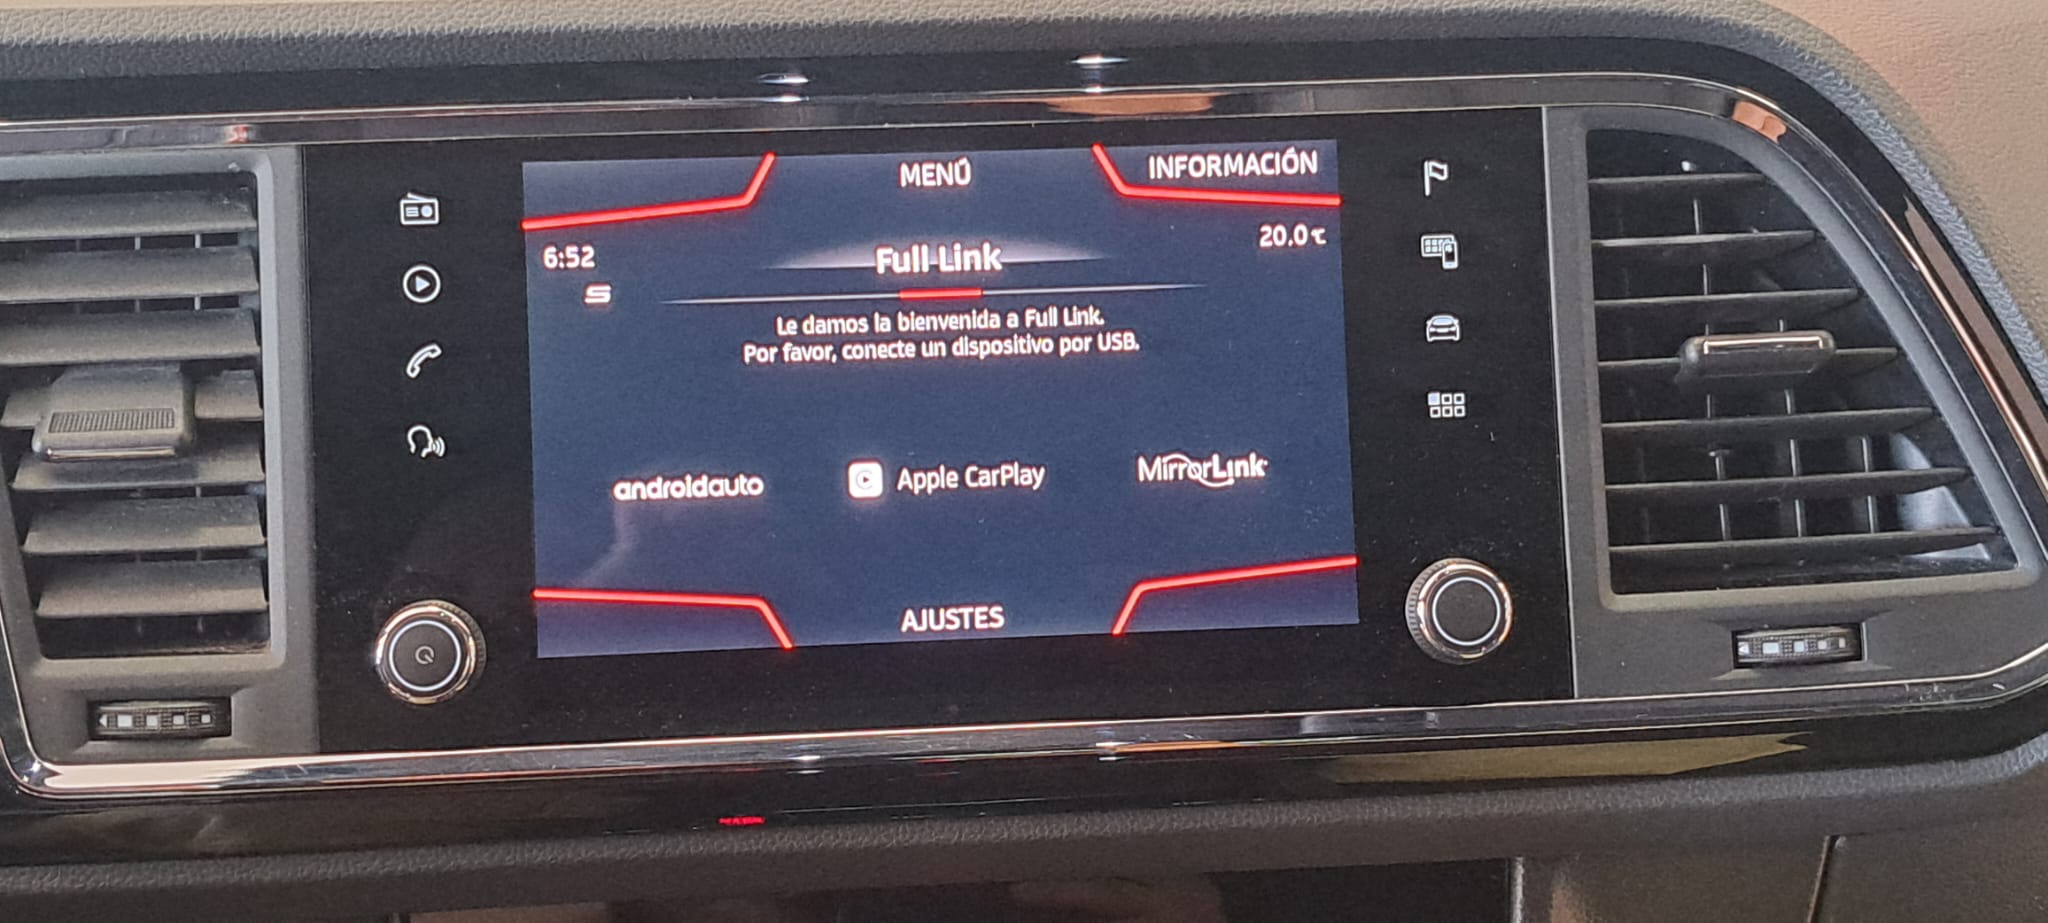 MENÚ
INFORMACIÓN
6:52
20.0℃
S
Full Link
Le damos la bienvenida a Full Link.
Por favor, conecte un dispositivo por USB.
androidauto
Apple CarPlay
MirrorLink
AJUSTES